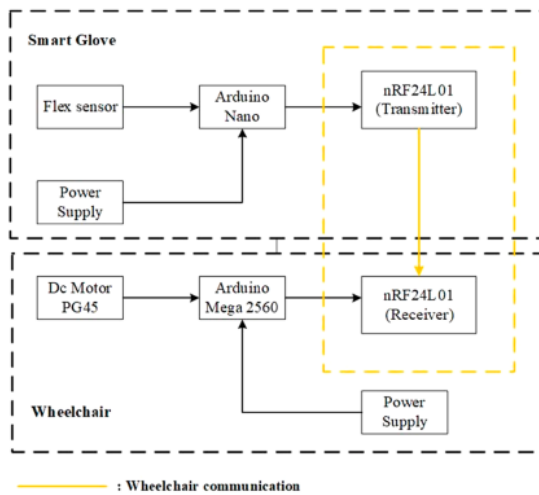 Smart Glove
Flex sensor
Arduino
Nano
nRF24L01
(Transmitter)
Power
Supply
Dc Motor
PG45
Arduino
Mega 2560
nRF24L01
(Receiver)
Wheelchair
Power
Supply
: Wheelchair communication